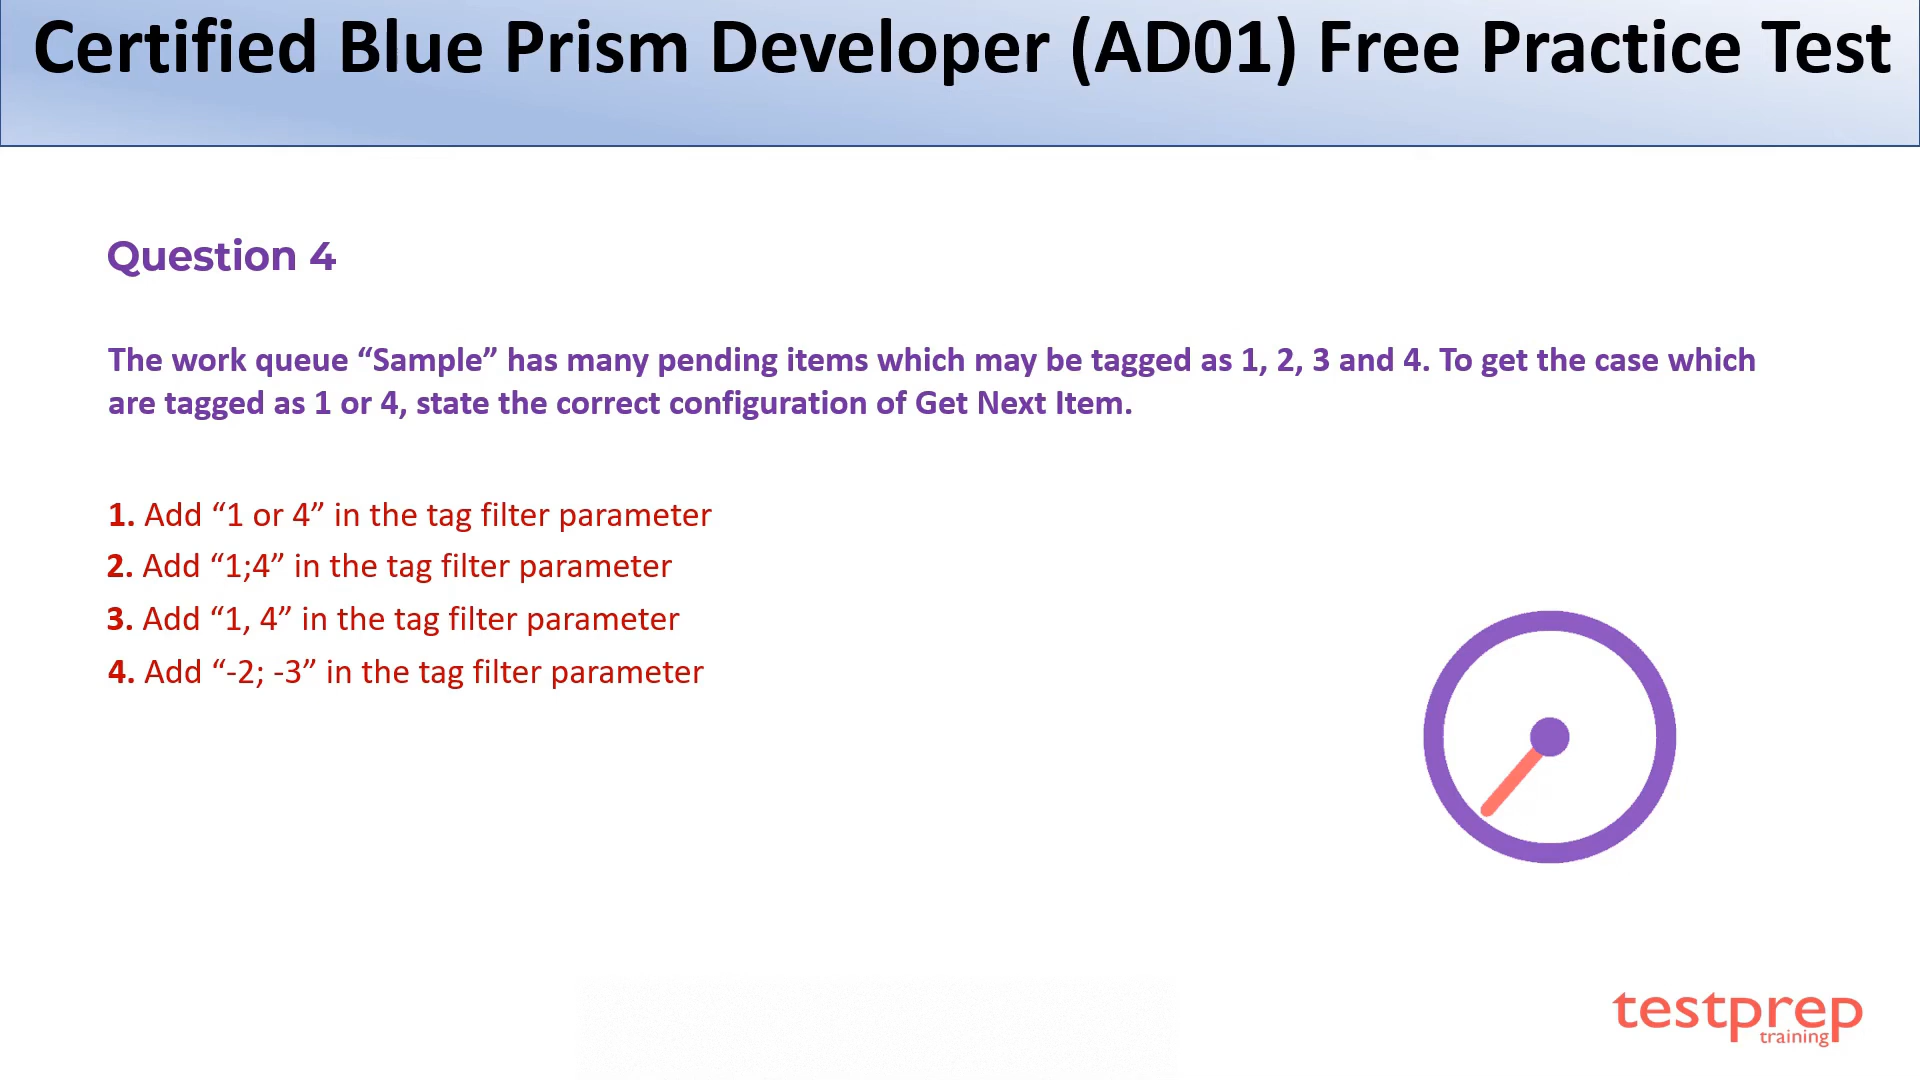 Certified Blue Prism Developer (AD01) Free Practice Test
Question 4
The work queue “Sample” has many pending items which may be tagged as 1, 2, 3 and 4. To get the case which
are tagged as 1 or 4, state the correct configuration of Get Next Item.
1. Add “1 or 4” in the tag filter parameter
2. Add “1;4” in the tag filter parameter
3. Add “1, 4” in the tag filter parameter
4. Add “-2; -3” in the tag filter parameter
testprep
training